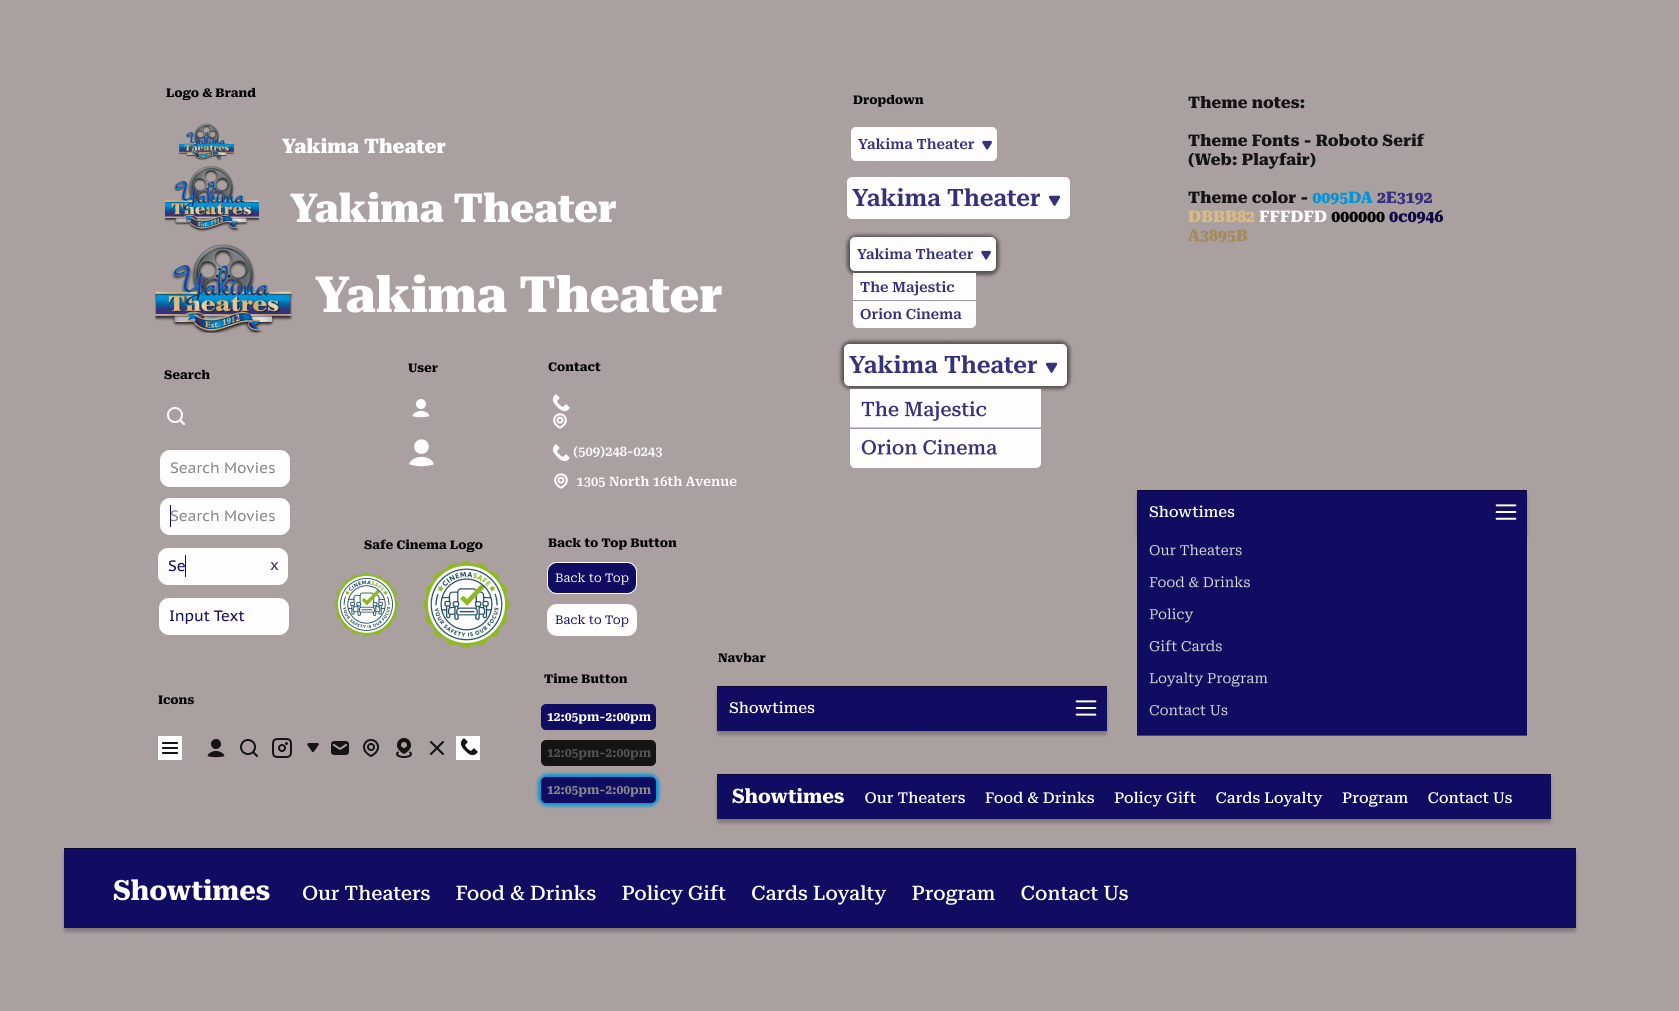 Logo & Brand
Yakima Theatres
Yakima Theater
Yakima Theatres
Yakima Theater
Yakima Theatres
Est. 1912
Yakima Theater
Dropdown
Yakima Theater
Yakima Theater
Yakima Theater
The Majestic
Orion Cinema
Yakima Theater
The Majestic
Orion Cinema
Theme notes:
Theme Fonts - Roboto Serif
(Web: Playfair)
Theme color - 0095DA 2E3192
DBBB82 FFFDFD 000000 0c0946
A3895B
Search
Search Movies
Search Movies
Se x
Input Text
User
Contact
(509)248-0243
1305 North 16th Avenue
Safe Cinema Logo
CINEMASAFE
YOUR SAFETY IS OUR FOCUS
CINEMASAFE
YOUR SAFETY IS OUR FOCUS
Back to Top Button
Back to Top
Back to Top
Time Button
12:05pm-2:00pm
12:05pm-2:00pm
12:05pm-2:00pm
Icons
Navbar
Showtimes
Showtimes
Our Theaters
Food & Drinks
Policy
Gift Cards
Loyalty Program
Contact Us
Showtimes Our Theaters Food & Drinks Policy Gift Cards Loyalty Program Contact Us
Showtimes Our Theaters Food & Drinks Policy Gift Cards Loyalty Program Contact Us